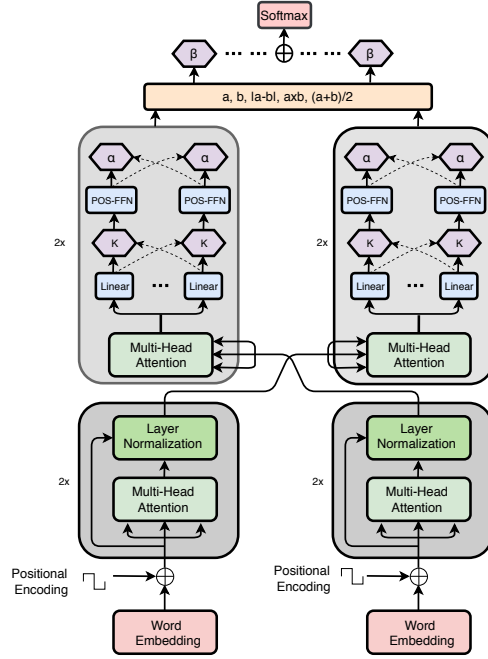 Softmax
β ... ... ... ... β
a, b, |a-b|, axb, (a+b)/2
α α
POS-FFN POS-FFN
2x
K K
Linear ... Linear
Multi-Head
Attention
α α
POS-FFN POS-FFN
2x
K K
Linear ... Linear
Multi-Head
Attention
Layer
Normalization
2x
Multi-Head
Attention
Positional
Encoding
Word
Embedding
Layer
Normalization
2x
Multi-Head
Attention
Positional
Encoding
Word
Embedding